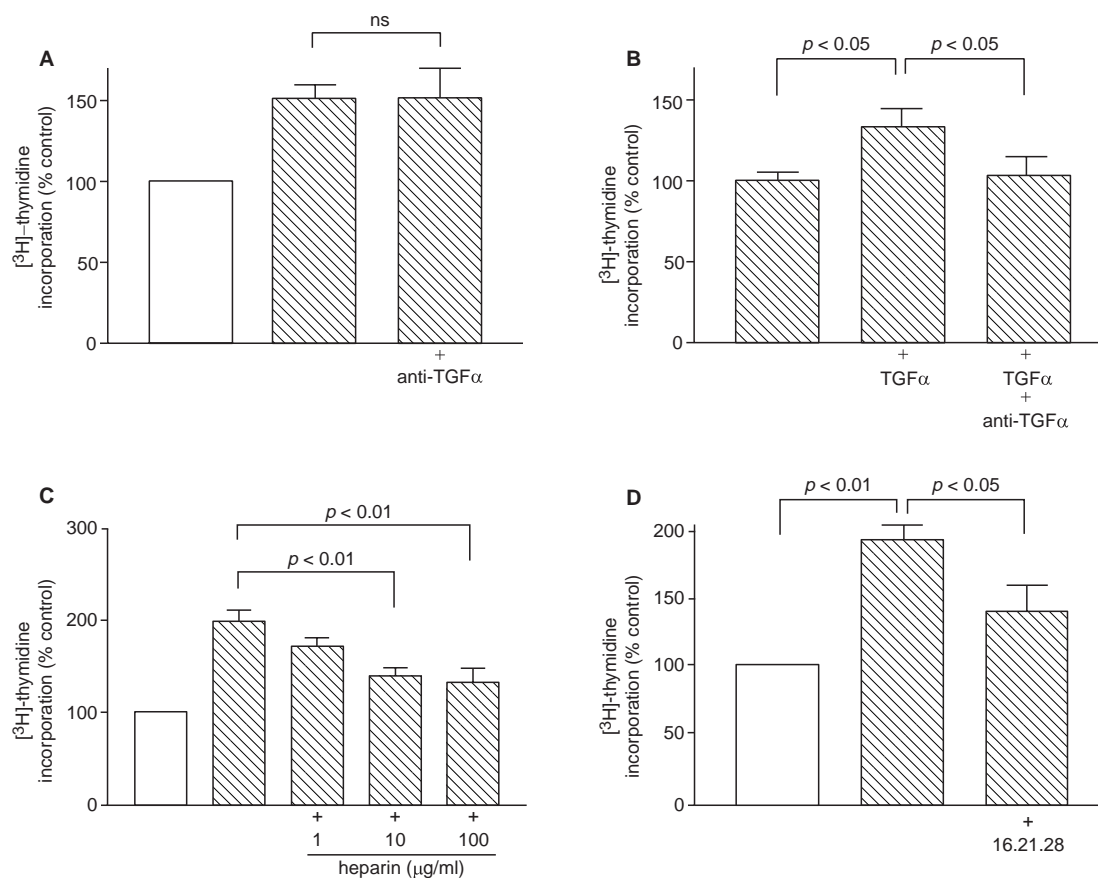 A
ns
[³H]–thymidine
incorporation (% control)
150
100
50
0
+
anti-TGFα
B
p < 0.05
p < 0.05
[³H]-thymidine
incorporation (% control)
150
100
50
0
+
TGFα
+
TGFα
+
anti-TGFα
C
p < 0.01
p < 0.01
[³H]-thymidine
incorporation (% control)
300
200
100
0
+ + +
1 10 100
heparin (μg/ml)
D
p < 0.01
p < 0.05
[³H]-thymidine
incorporation (% control)
200
150
100
50
0
+
16.21.28